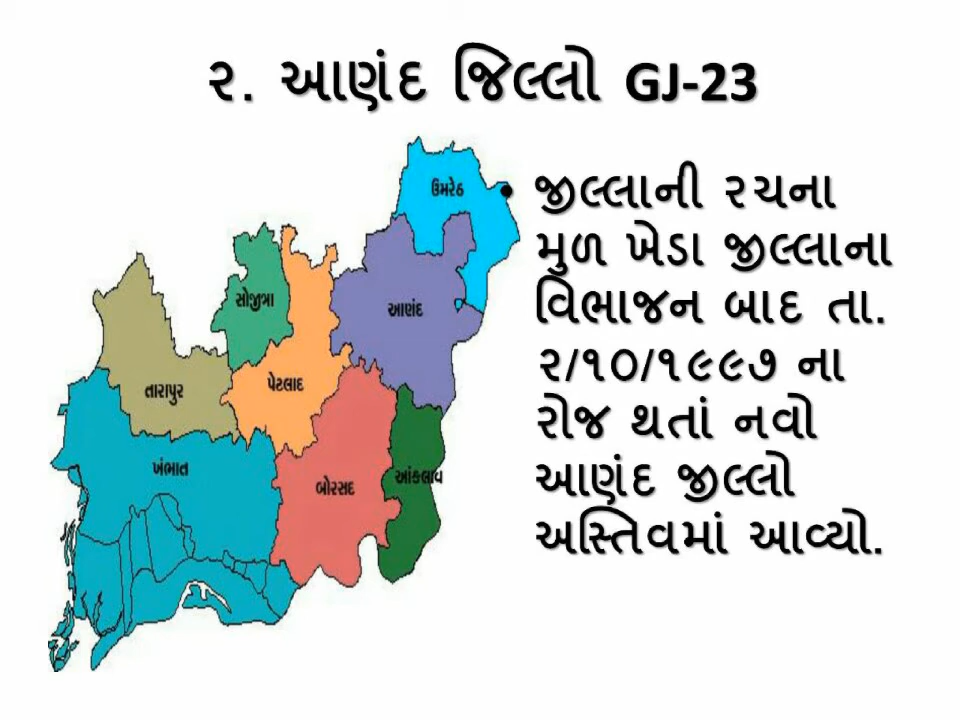 ૨. આણંદ જિલ્લો GJ-23
• જીલ્લાની રચના
મુળ ખેડા જીલ્લાના
વિભાજન બાદ તા.
૨/૧૦/૧૯૯૭ ના
રોજ થતાં નવો
આણંદ જીલ્લો
અસ્તિવમાં આવ્યો.
ઉમરેઠ
સોજીત્રા
આણંદ
તારાપુર
પેટલાદ
ખંભાત
બોરસદ
આંકલાવ